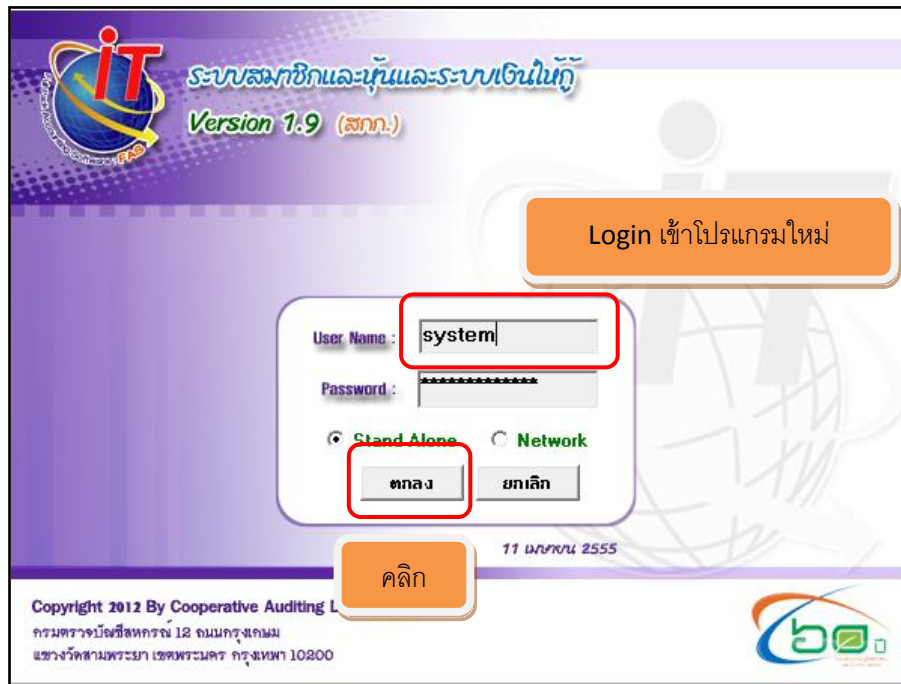 iT
ระบบสมาชิกและหุ้นและระบบเงินให้กู้
Version 1.9 (สกก.)
Login เข้าโปรแกรมใหม่
User Name : system
Password : *************
Stand Alone Network
ตกลง ยกเลิก
11 เมษายน 2555
คลิก
Copyright 2012 By Cooperative Auditing
กรมตรวจบัญชีสหกรณ์ 12 ถนนกรุงเกษม
แขวงวัดสามพระยา เขตพระนคร กรุงเทพฯ 10200
๖๑ ปี